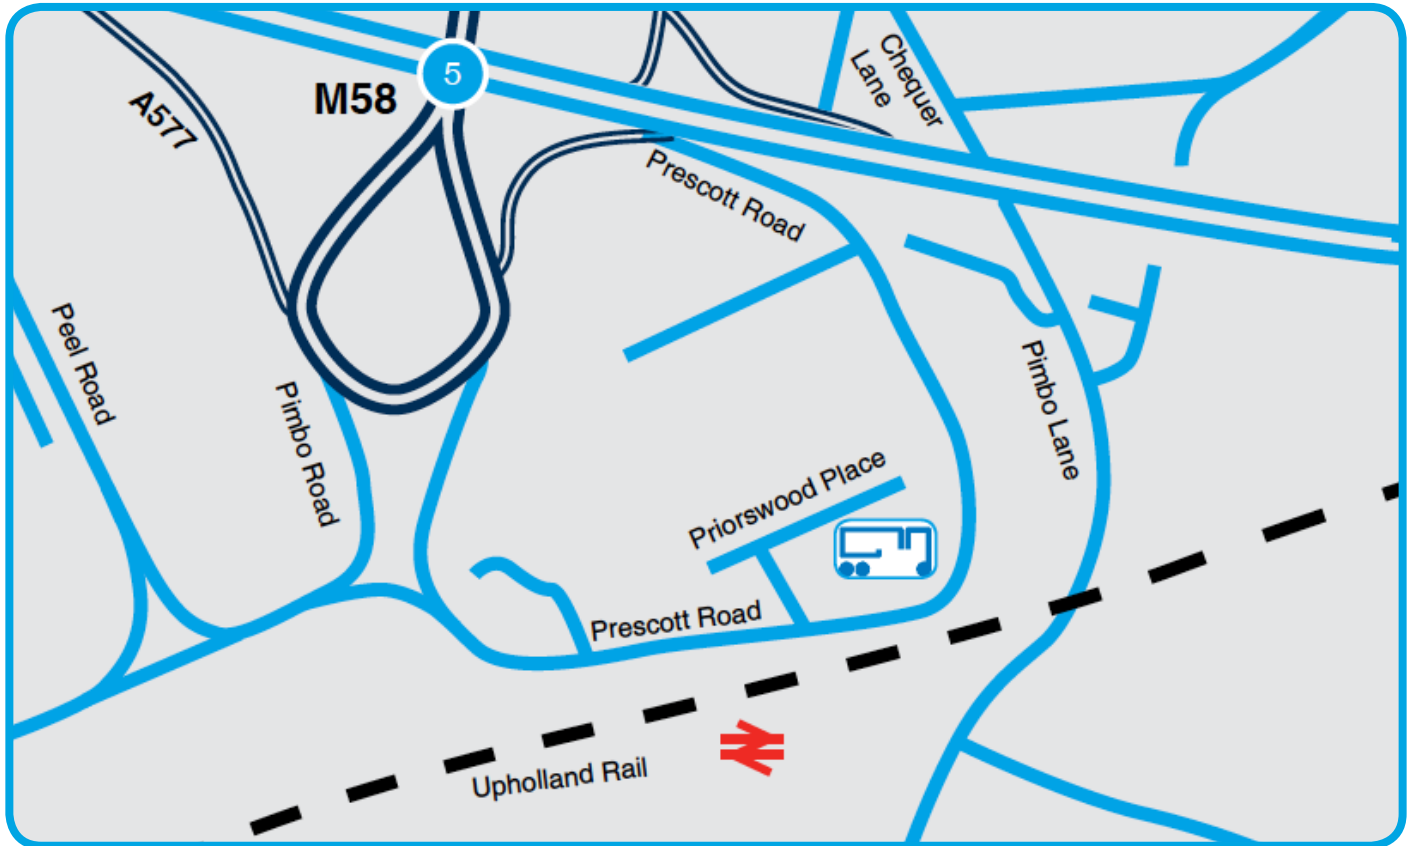 5
M58
A577
Chequer
Lane
Prescott Road
Peel Road
Pimbo Road
Pimbo Lane
Priorswood Place
Prescott Road
Upholland Rail